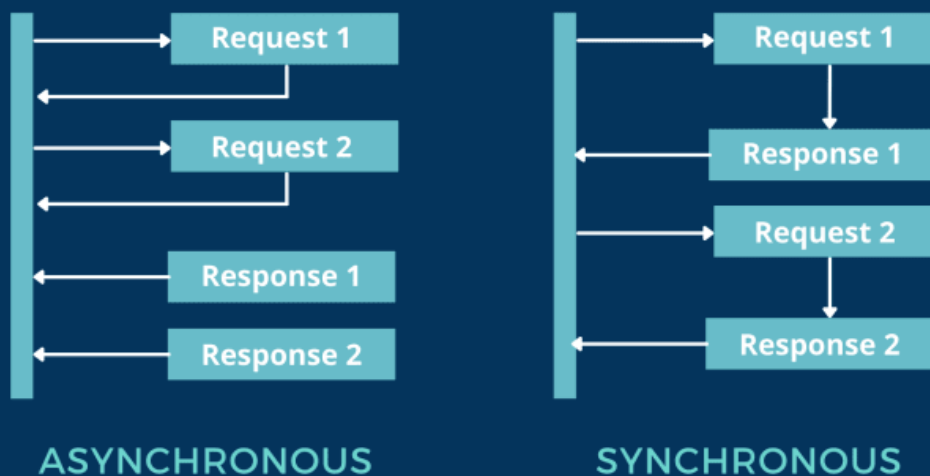 Request 1
Request 2
Response 1
Response 2
ASYNCHRONOUS
Request 1
Response 1
Request 2
Response 2
SYNCHRONOUS